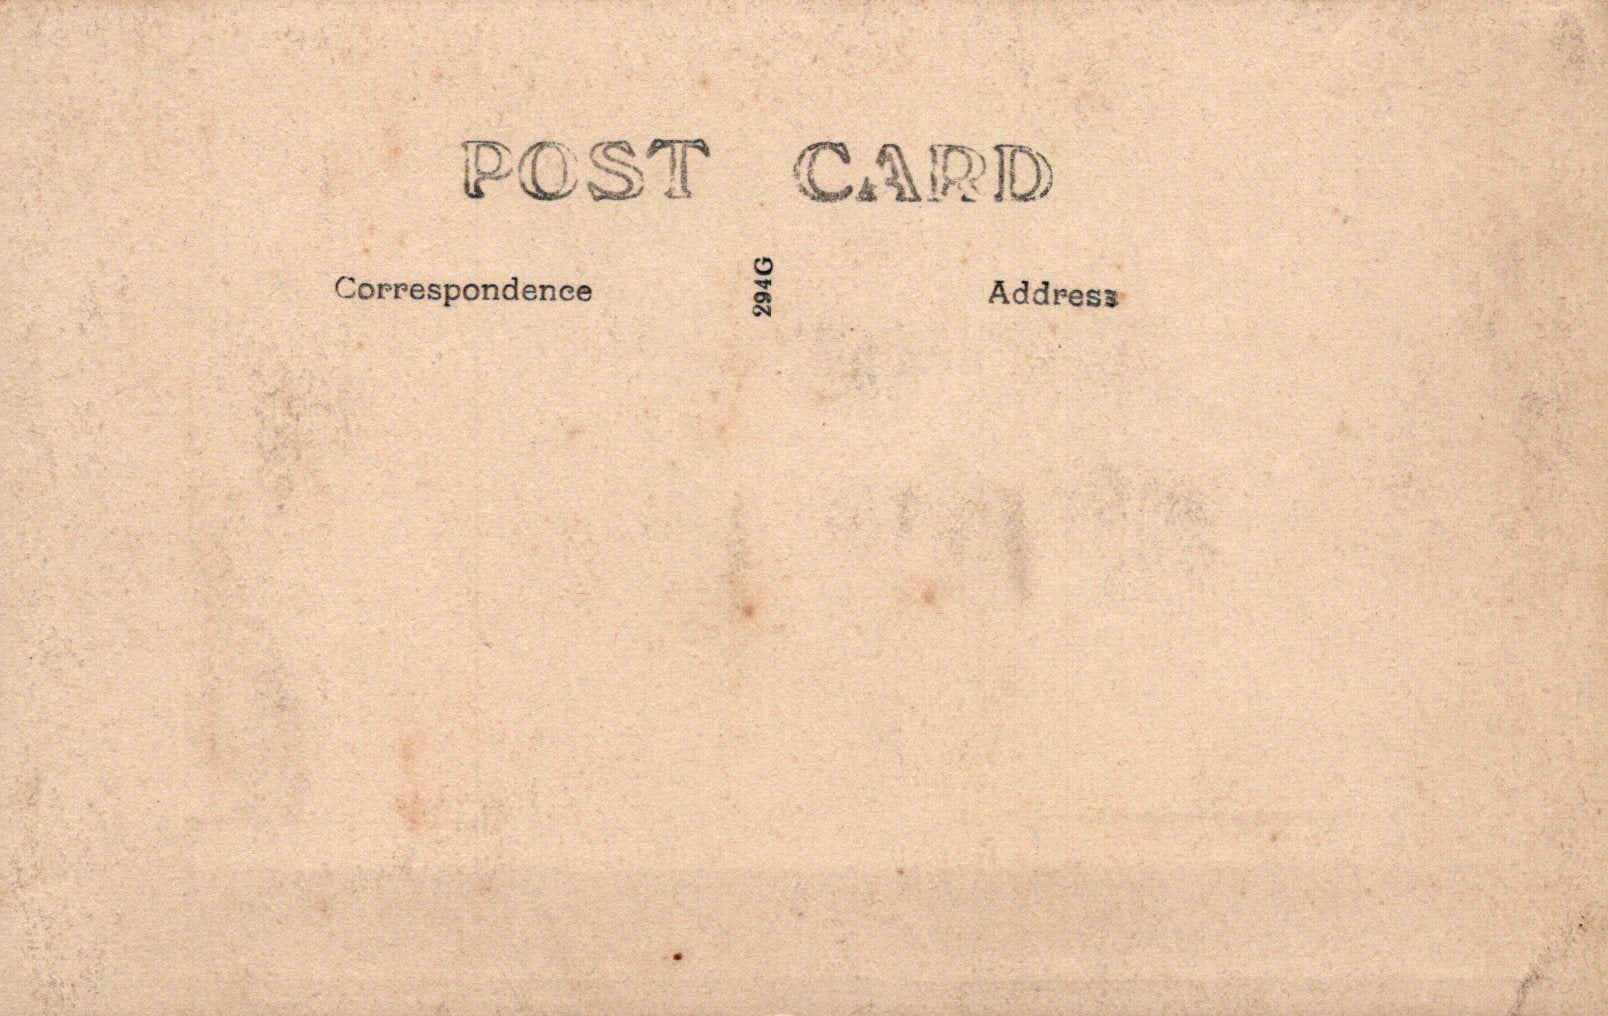 POST CARD
Correspondence
294G
Address